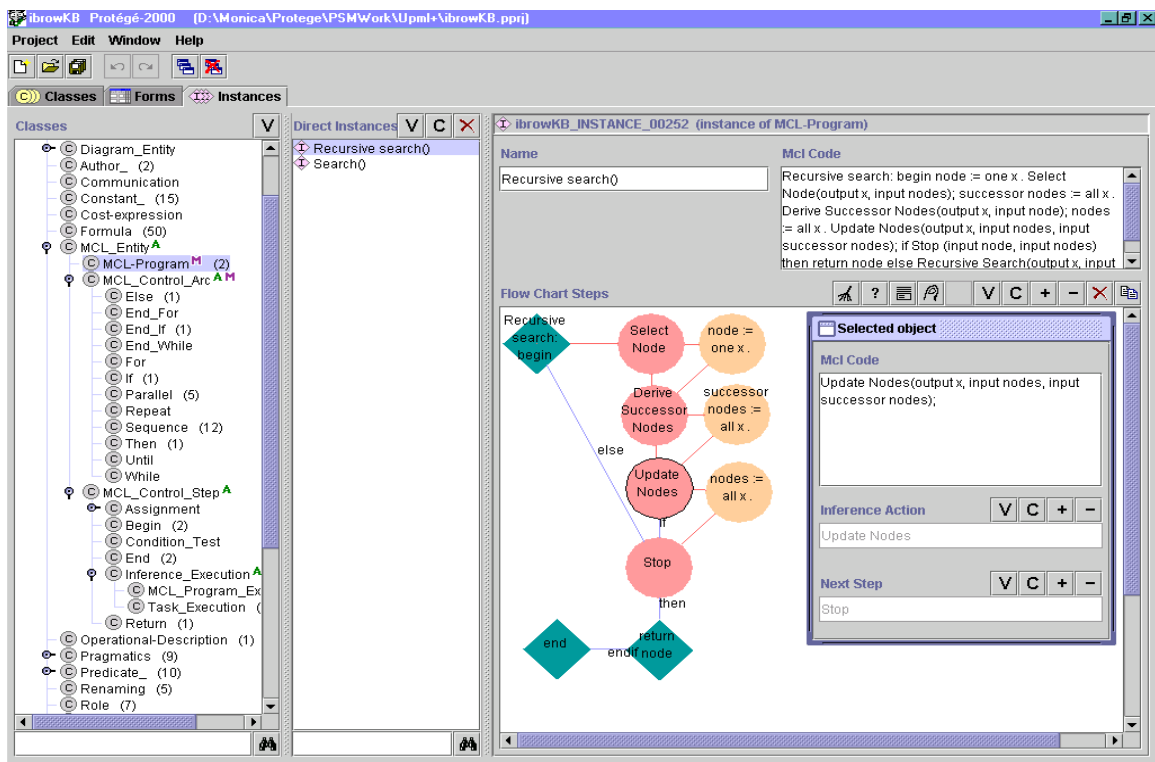 ibrowKB Protégé-2000 (D:\Monica\Protege\PSMWork\Upml+\ibrowKB.pprj)
Project Edit Window Help
C Classes Forms Instances
Classes V
Diagram_Entity
Author_ (2)
Communication
Constant_ (15)
Cost-expression
Formula (50)
MCL_Entity A
MCL-Program M (2)
MCL_Control_Arc A M
Else (1)
End_For
End_If (1)
End_While
For
If (1)
Parallel (5)
Repeat
Sequence (12)
Then (1)
Until
While
MCL_Control_Step A
Assignment
Begin (2)
Condition_Test
End (2)
Inference_Execution A
MCL_Program_Ex
Task_Execution (
Return (1)
Operational-Description (1)
Pragmatics (9)
Predicate_ (10)
Renaming (5)
Role (7)
Direct Instances V C
Recursive search()
Search()
ibrowKB_INSTANCE_00252 (instance of MCL-Program)
Name
Recursive search()
Mcl Code
Recursive search: begin node := one x . Select
Node(output x, input nodes); successor nodes := all x .
Derive Successor Nodes(output x, input node); nodes
:= all x . Update Nodes(output x, input nodes, input
successor nodes); if Stop (input node, input nodes)
then return node else Recursive Search(output x, input
Flow Chart Steps
? V C + −
Recursive
search:
begin
Select
Node
node :=
one x .
Derive
Successor
Nodes
successor
nodes :=
all x .
else
Update
Nodes
nodes :=
all x .
If
Stop
then
return
node
endif
end
Selected object
Mcl Code
Update Nodes(output x, input nodes, input
successor nodes);
Inference Action V C + −
Update Nodes
Next Step V C + −
Stop